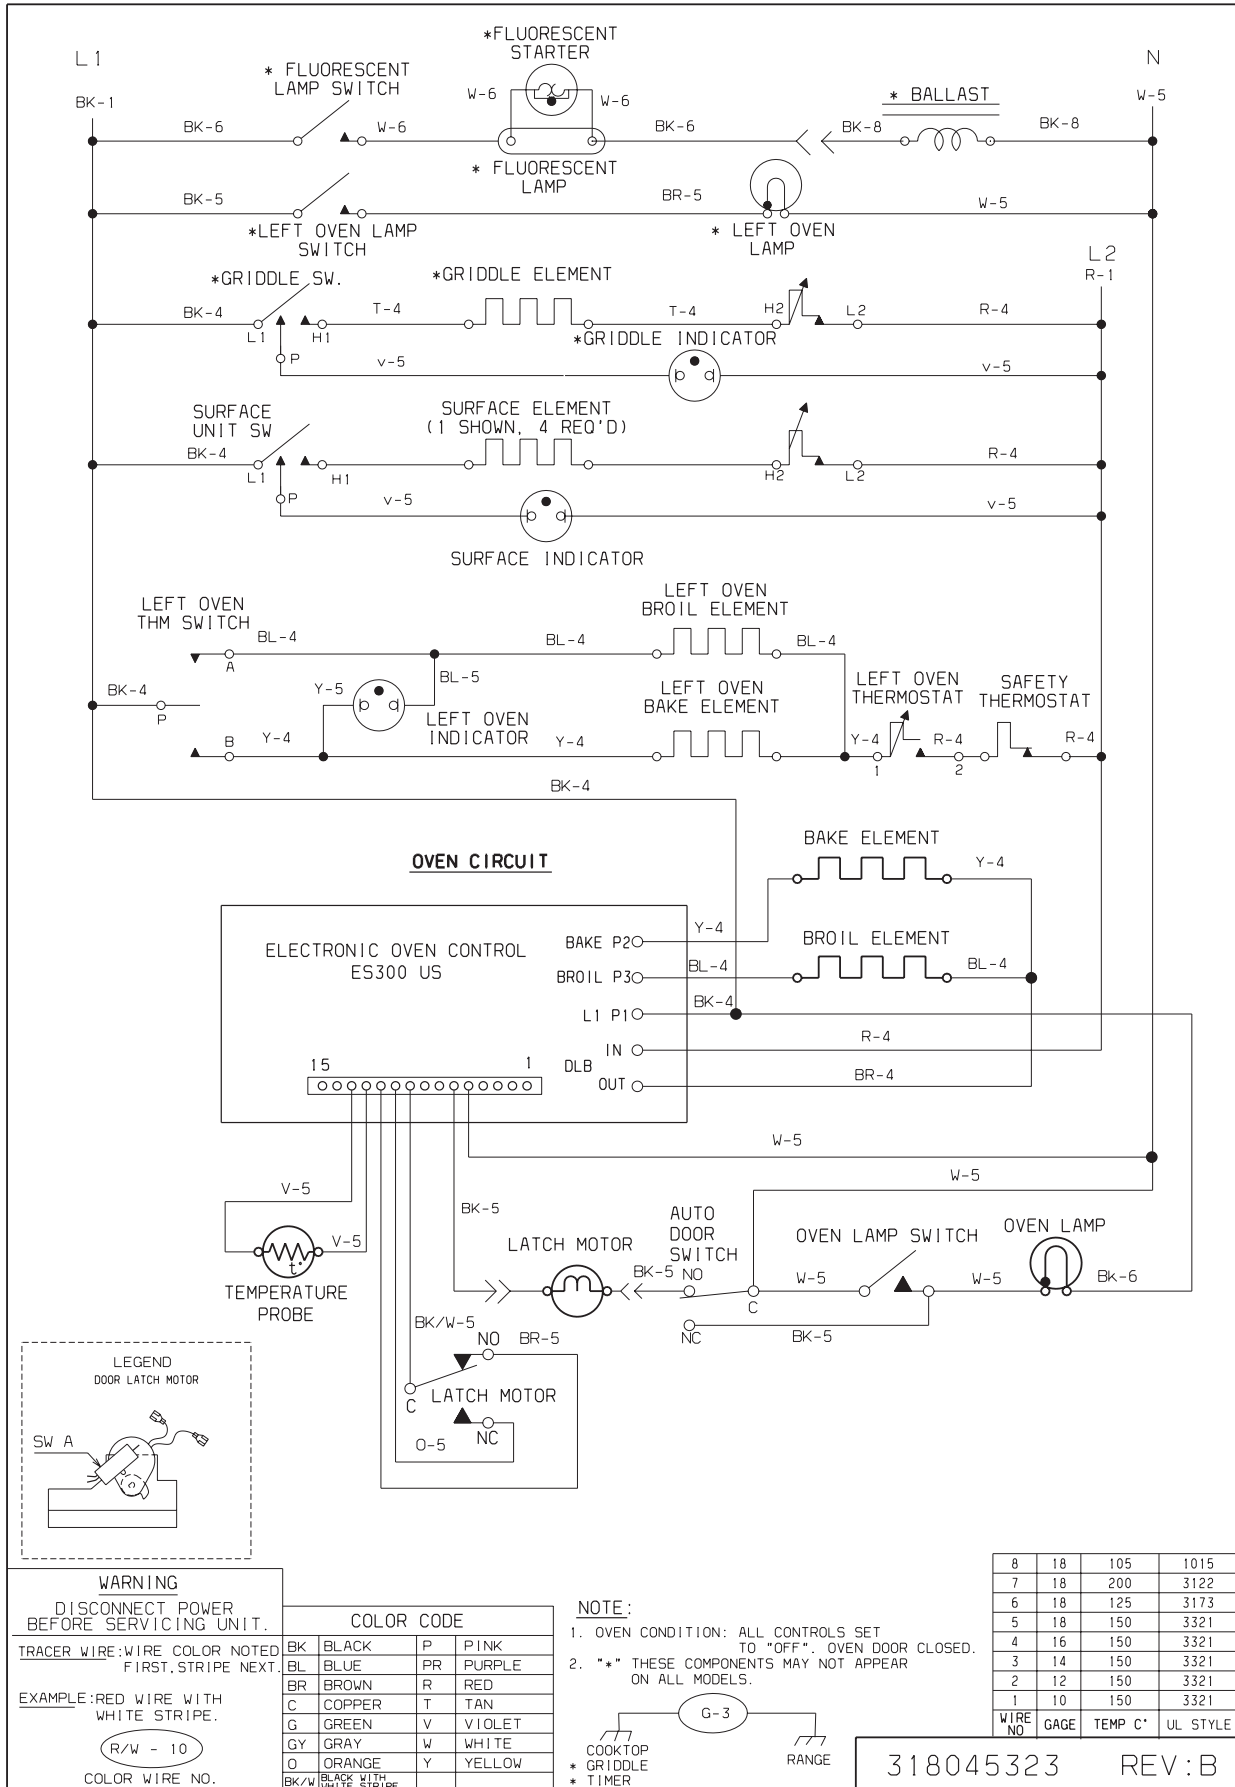 *FLUORESCENT
STARTER
L1
N
* FLUORESCENT
LAMP SWITCH
BK-1
W-6
W-6
* BALLAST
W-5
BK-6
W-6
BK-6
BK-8
BK-8
* FLUORESCENT
LAMP
BK-5
BR-5
W-5
*LEFT OVEN LAMP
SWITCH
* LEFT OVEN
LAMP
L2
R-1
*GRIDDLE SW.
*GRIDDLE ELEMENT
BK-4
T-4
T-4
H2
L2
R-4
L1
H1
*GRIDDLE INDICATOR
P
v-5
v-5
SURFACE
UNIT SW
SURFACE ELEMENT
(1 SHOWN, 4 REQ'D)
BK-4
R-4
L1
H1
H2
L2
P
v-5
v-5
SURFACE INDICATOR
LEFT OVEN
THM SWITCH
LEFT OVEN
BROIL ELEMENT
BL-4
BL-4
BL-4
A
BK-4
P
Y-5
BL-5
LEFT OVEN
BAKE ELEMENT
LEFT OVEN
THERMOSTAT
SAFETY
THERMOSTAT
LEFT OVEN
INDICATOR
B
Y-4
Y-4
Y-4
R-4
R-4
1
2
BK-4
OVEN CIRCUIT
BAKE ELEMENT
Y-4
ELECTRONIC OVEN CONTROL
ES300 US
BAKE P2
Y-4
BROIL ELEMENT
BROIL P3
BL-4
BL-4
L1 P1
BK-4
IN
R-4
DLB
OUT
BR-4
15
1
W-5
W-5
V-5
BK-5
V-5
TEMPERATURE
PROBE
t°
LATCH MOTOR
AUTO
DOOR
SWITCH
OVEN LAMP SWITCH
OVEN LAMP
BK-5
NO
C
W-5
W-5
BK-6
NC
BK-5
BK/W-5
NO
BR-5
C
LATCH MOTOR
NC
O-5
LEGEND
DOOR LATCH MOTOR
SW A
WARNING
DISCONNECT POWER
BEFORE SERVICING UNIT.
TRACER WIRE: WIRE COLOR NOTED
FIRST, STRIPE NEXT.
EXAMPLE: RED WIRE WITH
WHITE STRIPE.
R/W - 10
COLOR WIRE NO.
COLOR CODE
BK BLACK P PINK
BL BLUE PR PURPLE
BR BROWN R RED
C COPPER T TAN
G GREEN V VIOLET
GY GRAY W WHITE
O ORANGE Y YELLOW
BK/W BLACK WITH
WHITE STRIPE
NOTE:
1. OVEN CONDITION: ALL CONTROLS SET
TO "OFF". OVEN DOOR CLOSED.
2. "*" THESE COMPONENTS MAY NOT APPEAR
ON ALL MODELS.
G-3
COOKTOP
* GRIDDLE
* TIMER
RANGE
8 18 105 1015
7 18 200 3122
6 18 125 3173
5 18 150 3321
4 16 150 3321
3 14 150 3321
2 12 150 3321
1 10 150 3321
WIRE NO GAGE TEMP C° UL STYLE
318045323 REV:B